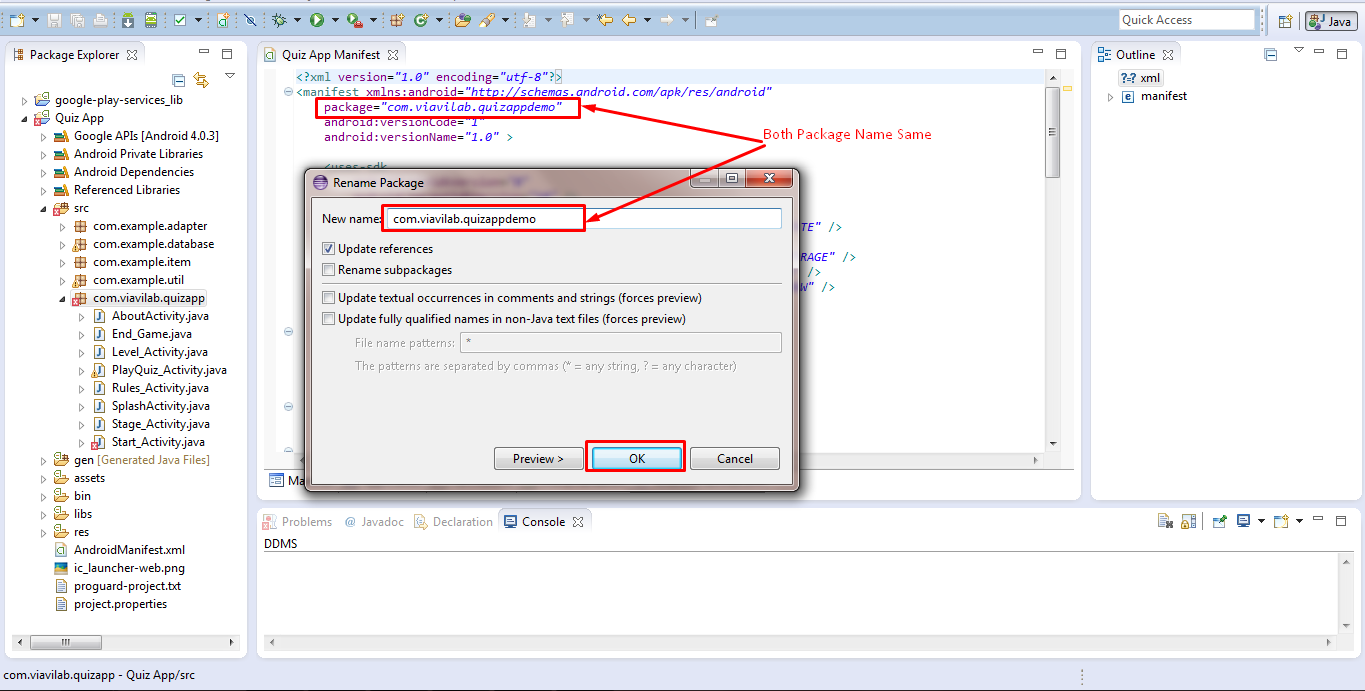 Quick Access
Java
Package Explorer
google-play-services_lib
Quiz App
Google APIs [Android 4.0.3]
Android Private Libraries
Android Dependencies
Referenced Libraries
src
com.example.adapter
com.example.database
com.example.item
com.example.util
com.viavilab.quizapp
AboutActivity.java
End_Game.java
Level_Activity.java
PlayQuiz_Activity.java
Rules_Activity.java
SplashActivity.java
Stage_Activity.java
Start_Activity.java
gen [Generated Java Files]
assets
bin
libs
res
AndroidManifest.xml
ic_launcher-web.png
proguard-project.txt
project.properties
Quiz App Manifest
<?xml version="1.0" encoding="utf-8"?>
<manifest xmlns:android="http://schemas.android.com/apk/res/android"
package="com.viavilab.quizappdemo"
android:versionCode="1"
android:versionName="1.0" >
<uses-sdk
TE" />
RAGE" />
/>
W" />
Both Package Name Same
Rename Package
New name:
com.viavilab.quizappdemo
Update references
Rename subpackages
Update textual occurrences in comments and strings (forces preview)
Update fully qualified names in non-Java text files (forces preview)
File name patterns: *
The patterns are separated by commas (* = any string, ? = any character)
Preview >
OK
Cancel
Ma
Outline
?=? xml
e manifest
Problems
@ Javadoc
Declaration
Console
DDMS
com.viavilab.quizapp - Quiz App/src